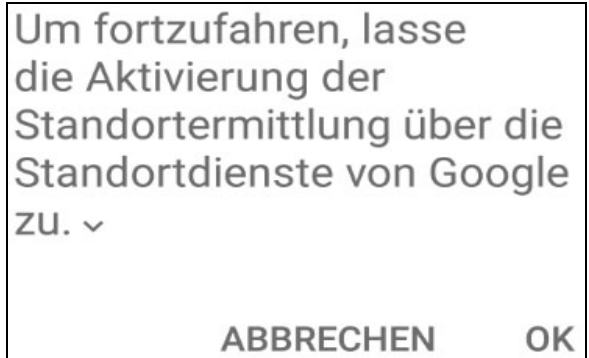 Um fortzufahren, lasse
die Aktivierung der
Standortermittlung über die
Standortdienste von Google
zu.
ABBRECHEN OK